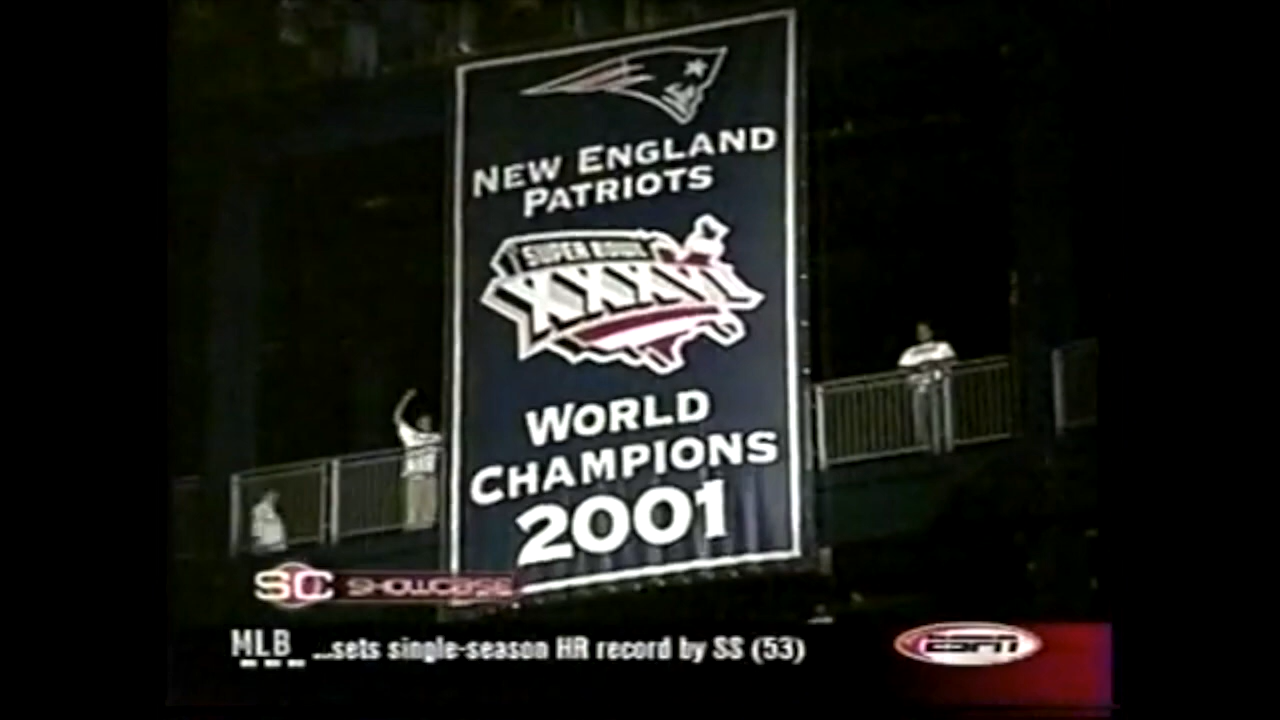 NEW ENGLAND
PATRIOTS
SUPER BOWL
XXXVI
WORLD
CHAMPIONS
2001
SC SHOWCASE
MLB ...sets single-season HR record by SS (53)
ESPN